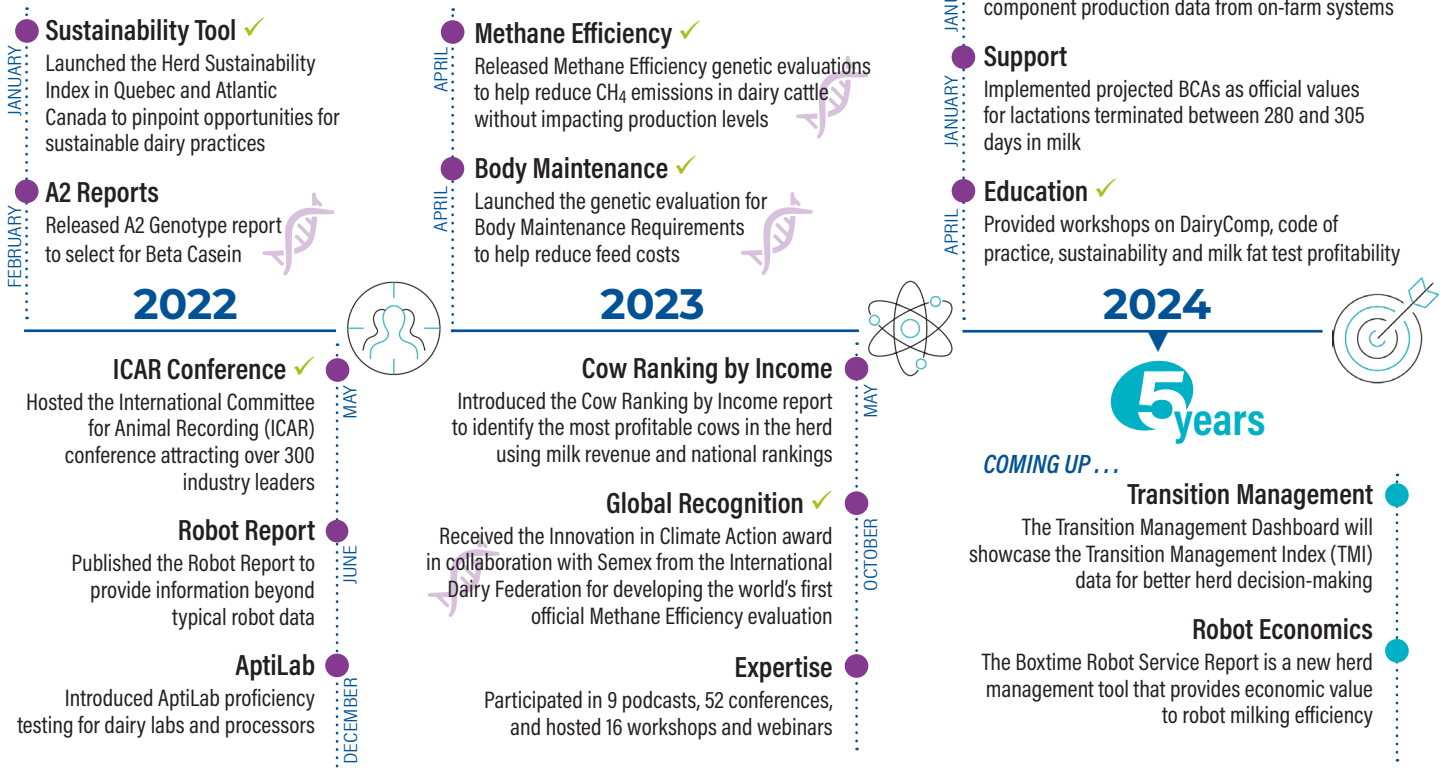 JANUARY
Sustainability Tool ✓
Launched the Herd Sustainability
Index in Quebec and Atlantic
Canada to pinpoint opportunities for
sustainable dairy practices
FEBRUARY
A2 Reports
Released A2 Genotype report
to select for Beta Casein
2022
ICAR Conference ✓
MAY
Hosted the International Committee
for Animal Recording (ICAR)
conference attracting over 300
industry leaders
Robot Report
JUNE
Published the Robot Report to
provide information beyond
typical robot data
AptiLab
DECEMBER
Introduced AptiLab proficiency
testing for dairy labs and processors
APRIL
Methane Efficiency ✓
Released Methane Efficiency genetic evaluations
to help reduce CH4 emissions in dairy cattle
without impacting production levels
APRIL
Body Maintenance ✓
Launched the genetic evaluation for
Body Maintenance Requirements
to help reduce feed costs
2023
Cow Ranking by Income
MAY
Introduced the Cow Ranking by Income report
to identify the most profitable cows in the herd
using milk revenue and national rankings
Global Recognition ✓
OCTOBER
Received the Innovation in Climate Action award
in collaboration with Semex from the International
Dairy Federation for developing the world's first
official Methane Efficiency evaluation
Expertise
Participated in 9 podcasts, 52 conferences,
and hosted 16 workshops and webinars
component production data from on-farm systems
JANUARY
Support
Implemented projected BCAs as official values
for lactations terminated between 280 and 305
days in milk
APRIL
Education ✓
Provided workshops on DairyComp, code of
practice, sustainability and milk fat test profitability
2024
5 years
COMING UP . . .
Transition Management
The Transition Management Dashboard will
showcase the Transition Management Index (TMI)
data for better herd decision-making
Robot Economics
The Boxtime Robot Service Report is a new herd
management tool that provides economic value
to robot milking efficiency